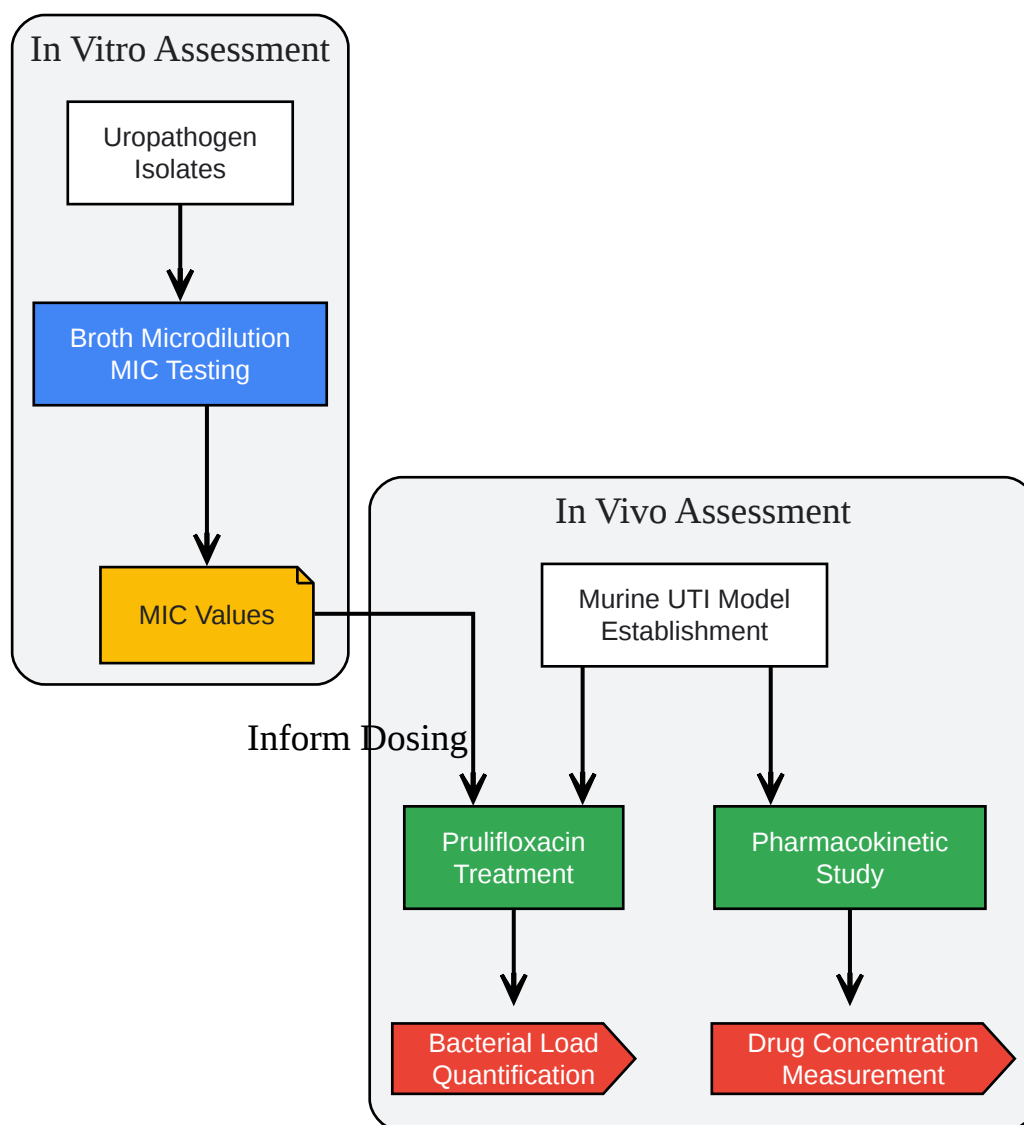 In Vitro Assessment
Uropathogen
Isolates
Broth Microdilution
MIC Testing
MIC Values
Inform Dosing
In Vivo Assessment
Murine UTI Model
Establishment
Prulifloxacin
Treatment
Pharmacokinetic
Study
Bacterial Load
Quantification
Drug Concentration
Measurement